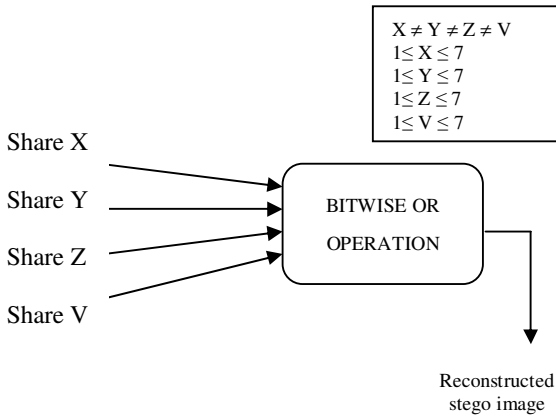 X ≠ Y ≠ Z ≠ V
1≤ X ≤ 7
1≤ Y ≤ 7
1≤ Z ≤ 7
1≤ V ≤ 7
Share X
Share Y
Share Z
Share V
BITWISE OR
OPERATION
Reconstructed
stego image